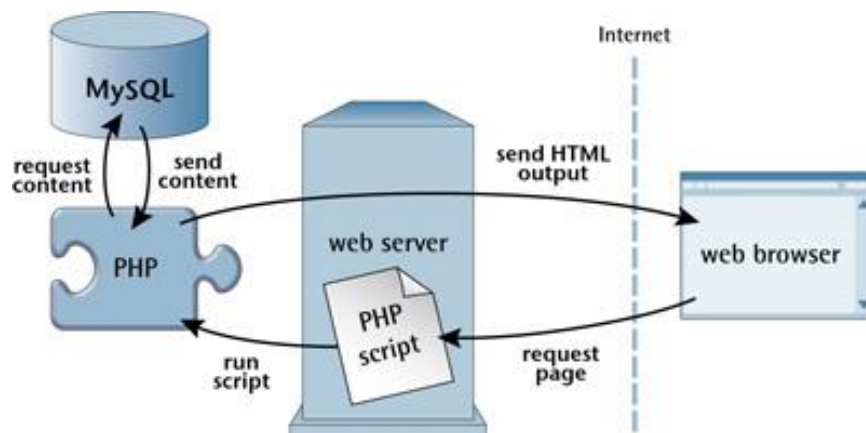 Internet
MySQL
request
content
send
content
send HTML
output
PHP
web server
web browser
PHP
script
run
script
request
page